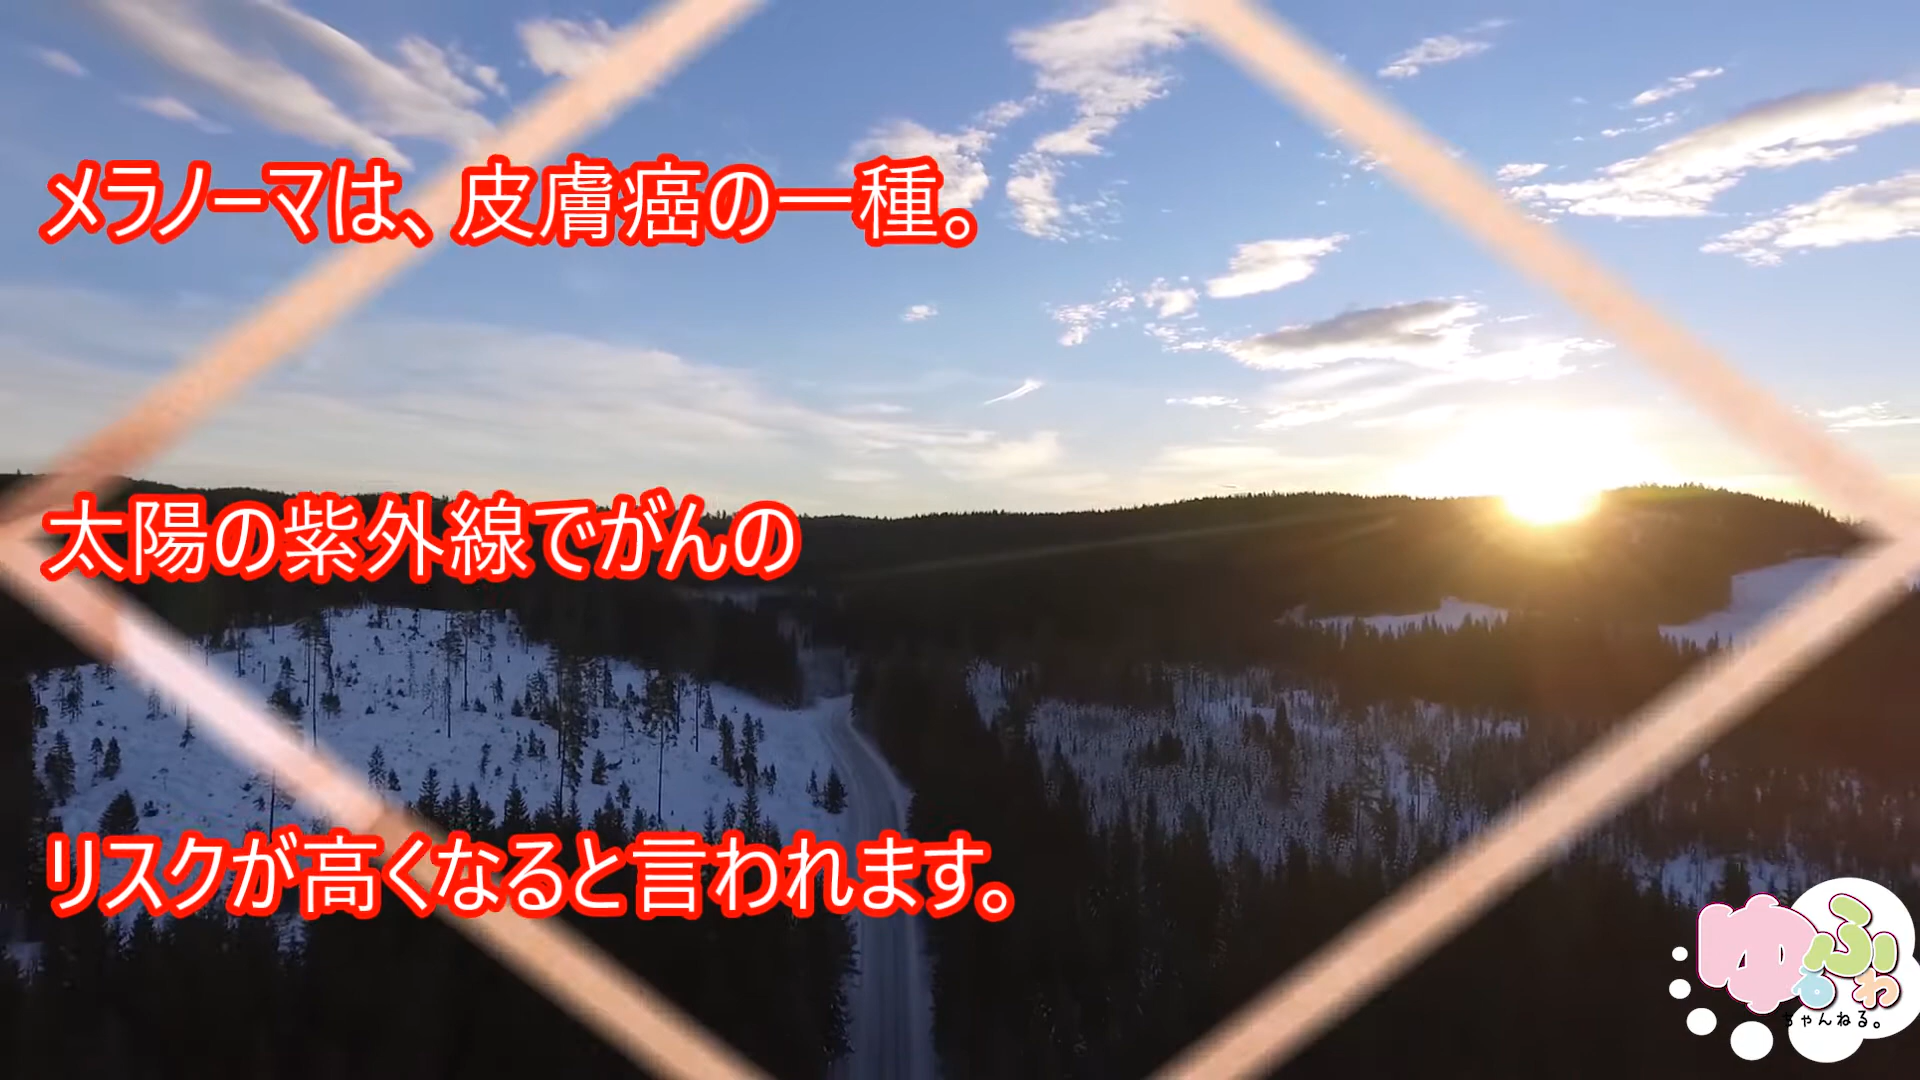 メラノーマは、皮膚癌の一種。
太陽の紫外線でがんの
リスクが高くなると言われます。
ゆるふわ
ちゃんねる。